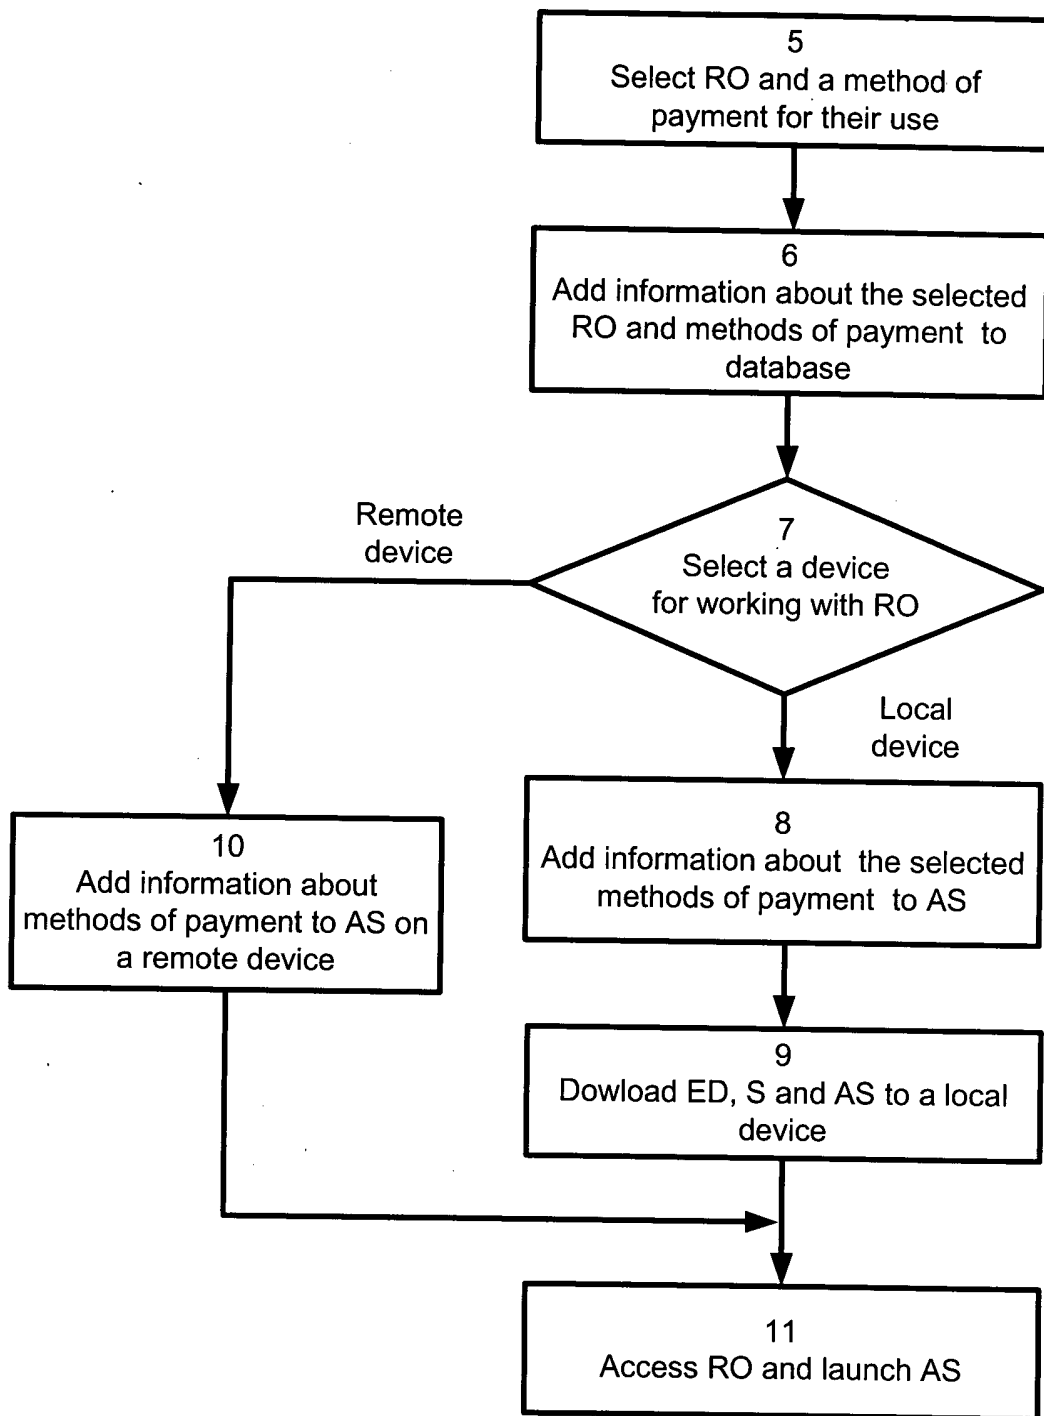 5
Select RO and a method of
payment for their use
6
Add information about the selected
RO and methods of payment to
database
Remote
device
7
Select a device
for working with RO
Local
device
8
Add information about the selected
methods of payment to AS
10
Add information about
methods of payment to AS on
a remote device
9
Dowload ED, S and AS to a local
device
11
Access RO and launch AS